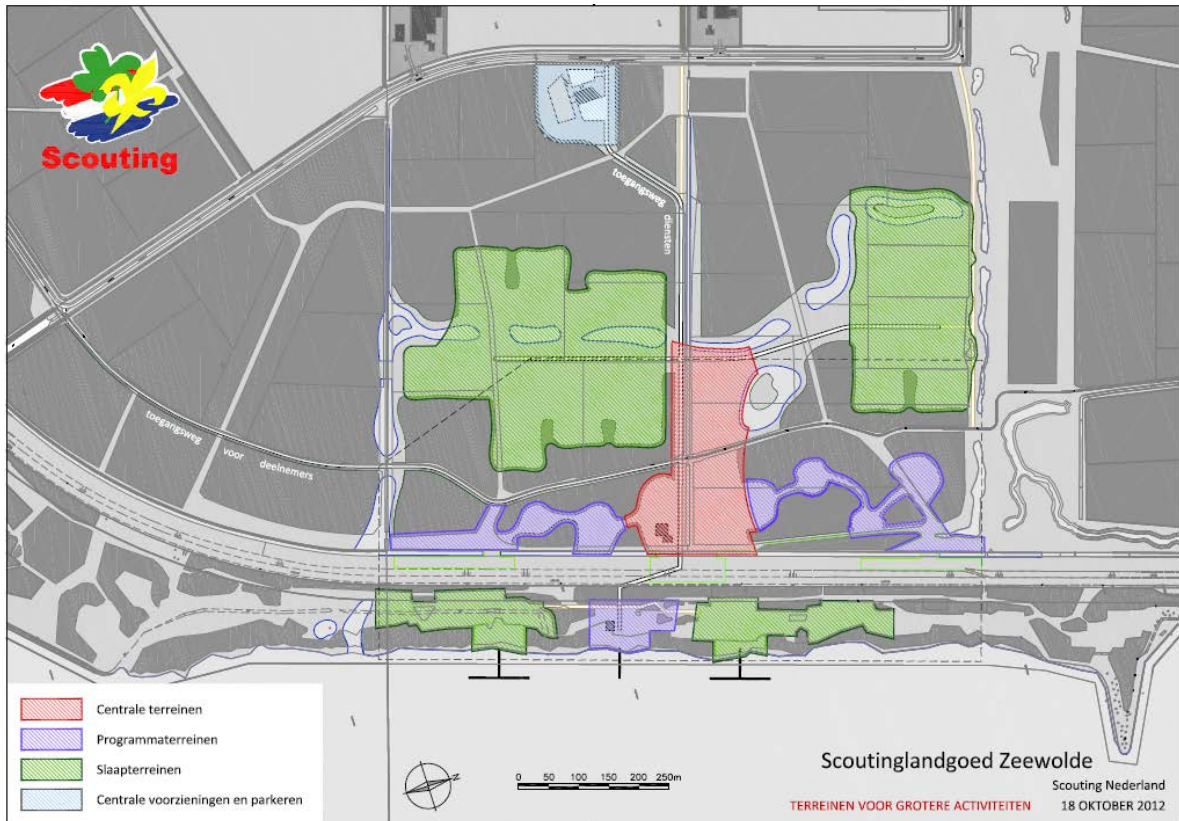 Scouting
toegangsweg
diensten
toegangsweg
voor
deelnemers
Centrale terreinen
Programmaterreinen
Slaapterreinen
Centrale voorzieningen en parkeren
N
0 50 100 150 200 250m
Scoutinglandgoed Zeewolde
Scouting Nederland
TERREINEN VOOR GROTERE ACTIVITEITEN 18 OKTOBER 2012